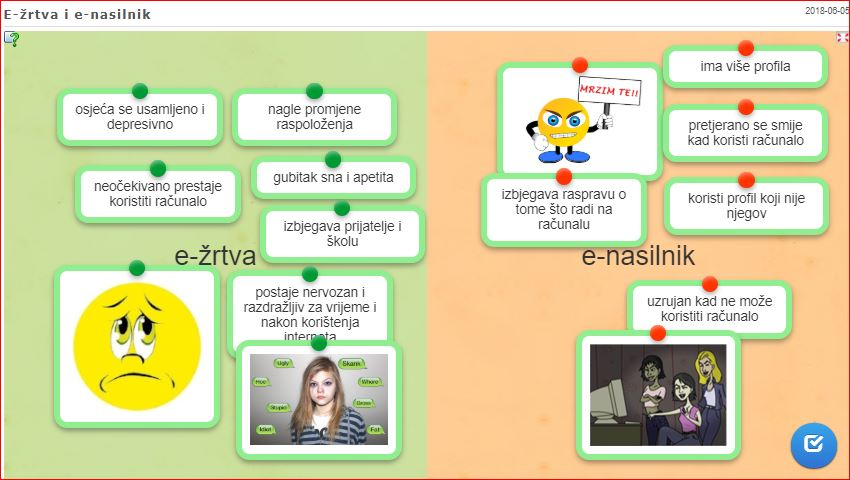 E-žrtva i e-nasilnik
2018-06-05
osjeća se usamljeno i
depresivno
nagle promjene
raspoloženja
neočekivano prestaje
koristiti računalo
gubitak sna i apetita
izbjegava prijatelje i
školu
e-žrtva
postaje nervozan i
razdražljiv za vrijeme i
nakon korištenja
interneta
Ugly
Skank
Hoe
Whore
Stupid
Gross
Idiot
Fat
MRZIM TE!!
ima više profila
pretjerano se smije
kad koristi računalo
izbjegava raspravu o
tome što radi na
računalu
koristi profil koji nije
njegov
e-nasilnik
uzrujan kad ne može
koristiti računalo